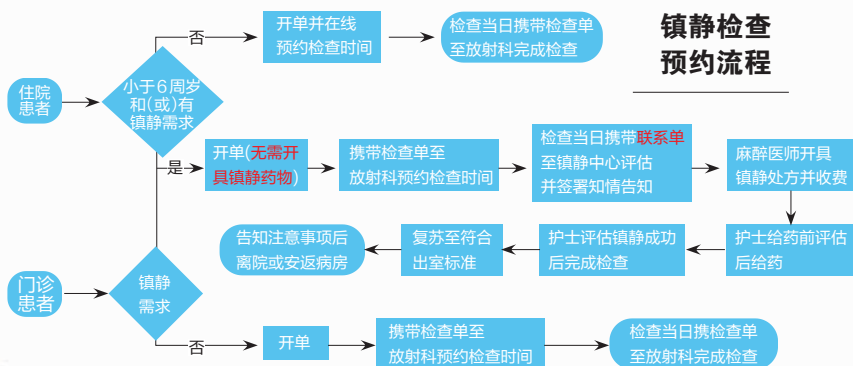 镇静检查
预约流程
住院
患者
小于6周岁
和(或)有
镇静需求
否
开单并在线
预约检查时间
检查当日携带检查单
至放射科完成检查
是
开单(无需开
具镇静药物)
携带检查单至
放射科预约检查时间
检查当日携带联系单
至镇静中心评估
并签署知情告知
麻醉医师开具
镇静处方并收费
护士给药前评估
后给药
护士评估镇静成功
后完成检查
复苏至符合
出室标准
告知注意事项后
离院或安返病房
门诊
患者
镇静
需求
否
开单
携带检查单至
放射科预约检查时间
检查当日携检查单
至放射科完成检查